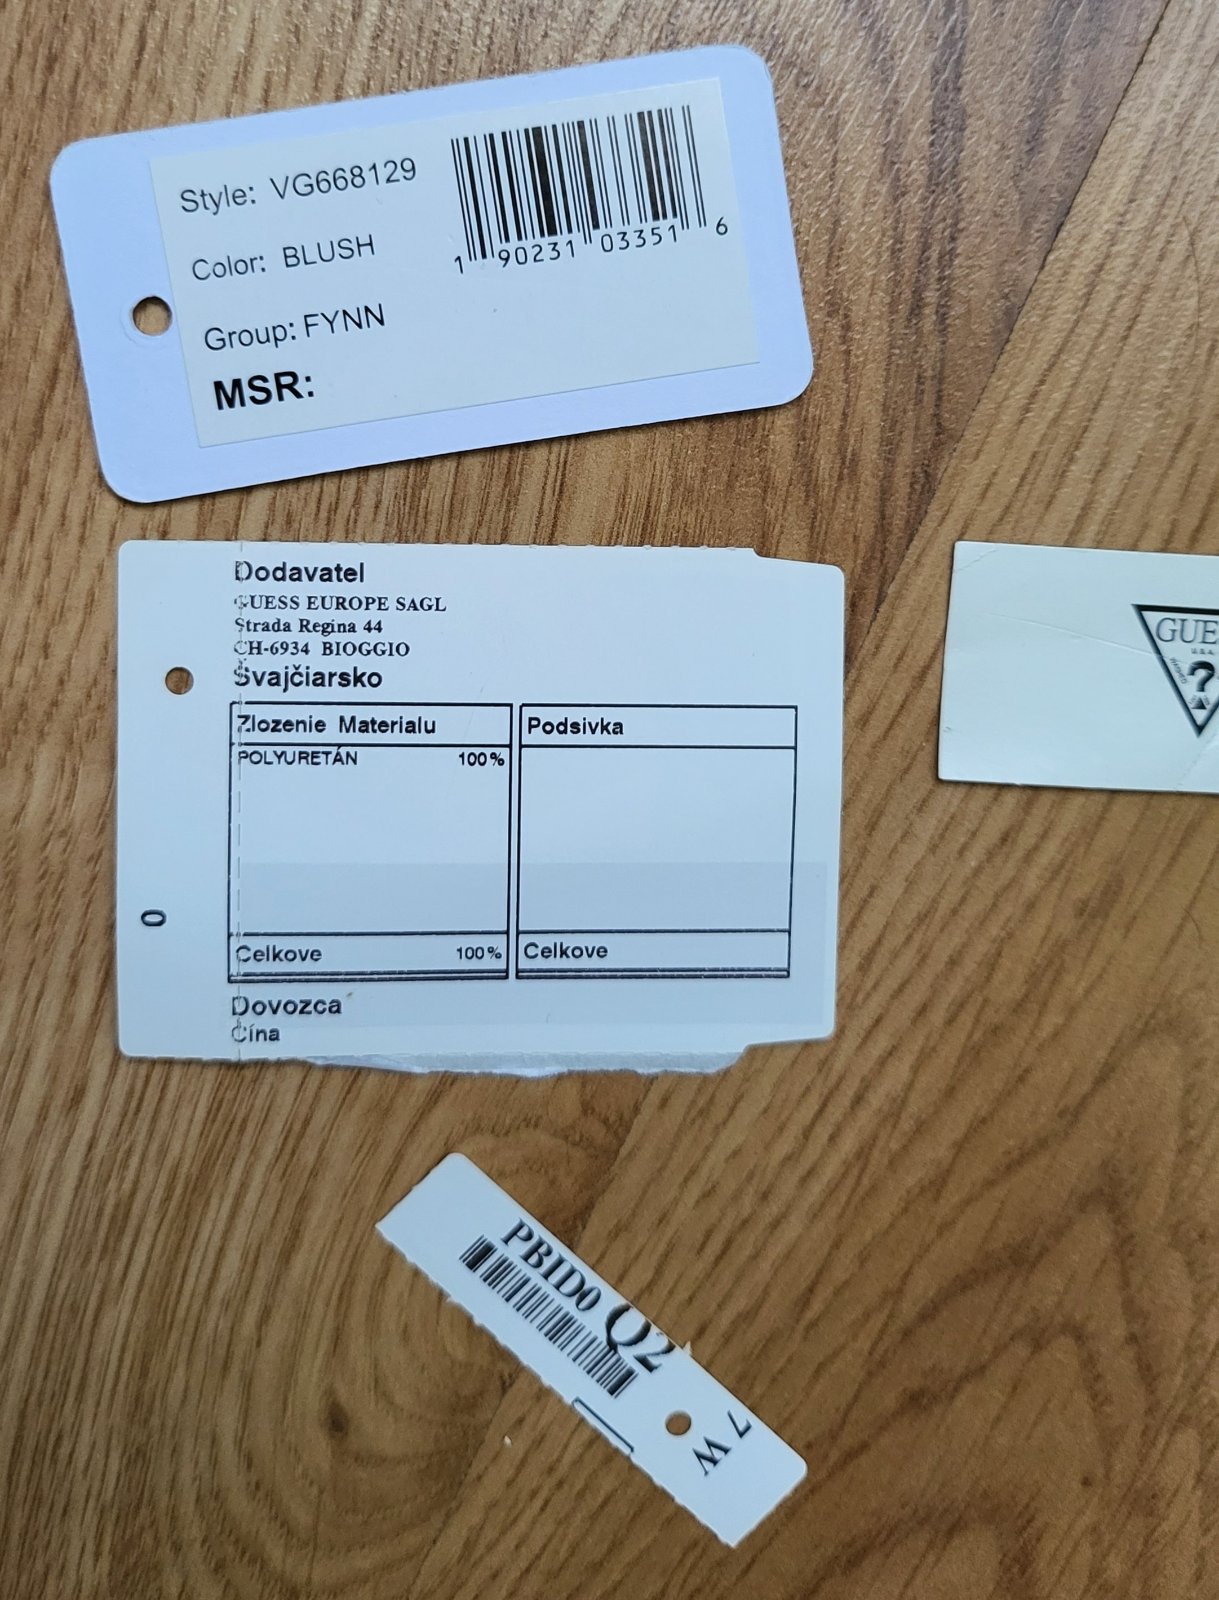 Style: VG668129
Color: BLUSH
Group: FYNN
MSR:
1 90231 03351 6
Dodavatel
GUESS EUROPE SAGL
Strada Regina 44
CH-6934 BIOGGIO
Švajčiarsko
Zlozenie Materialu
Podsivka
POLYURETÁN 100%
Celkove 100%
Celkove
Dovozca
Čína
0
GUE
U.S.A.
?
PBID0 Q2
7 W